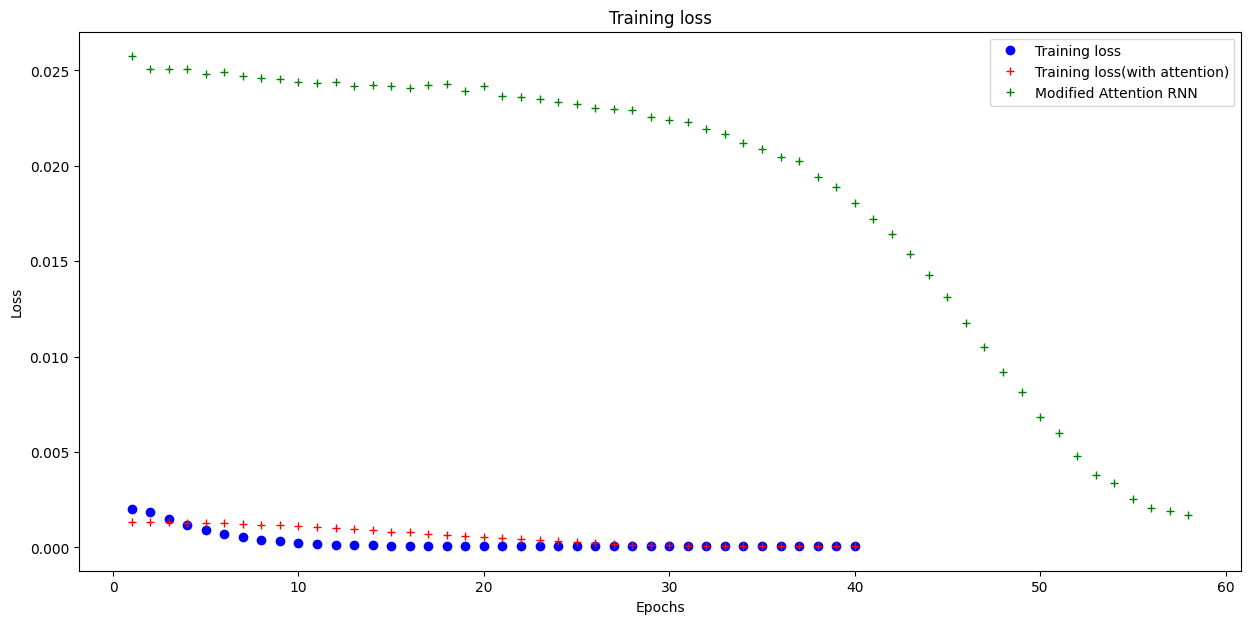 Training loss
Training loss
Training loss(with attention)
Modified Attention RNN
Loss
0.025
0.020
0.015
0.010
0.005
0.000
0
10
20
30
40
50
60
Epochs